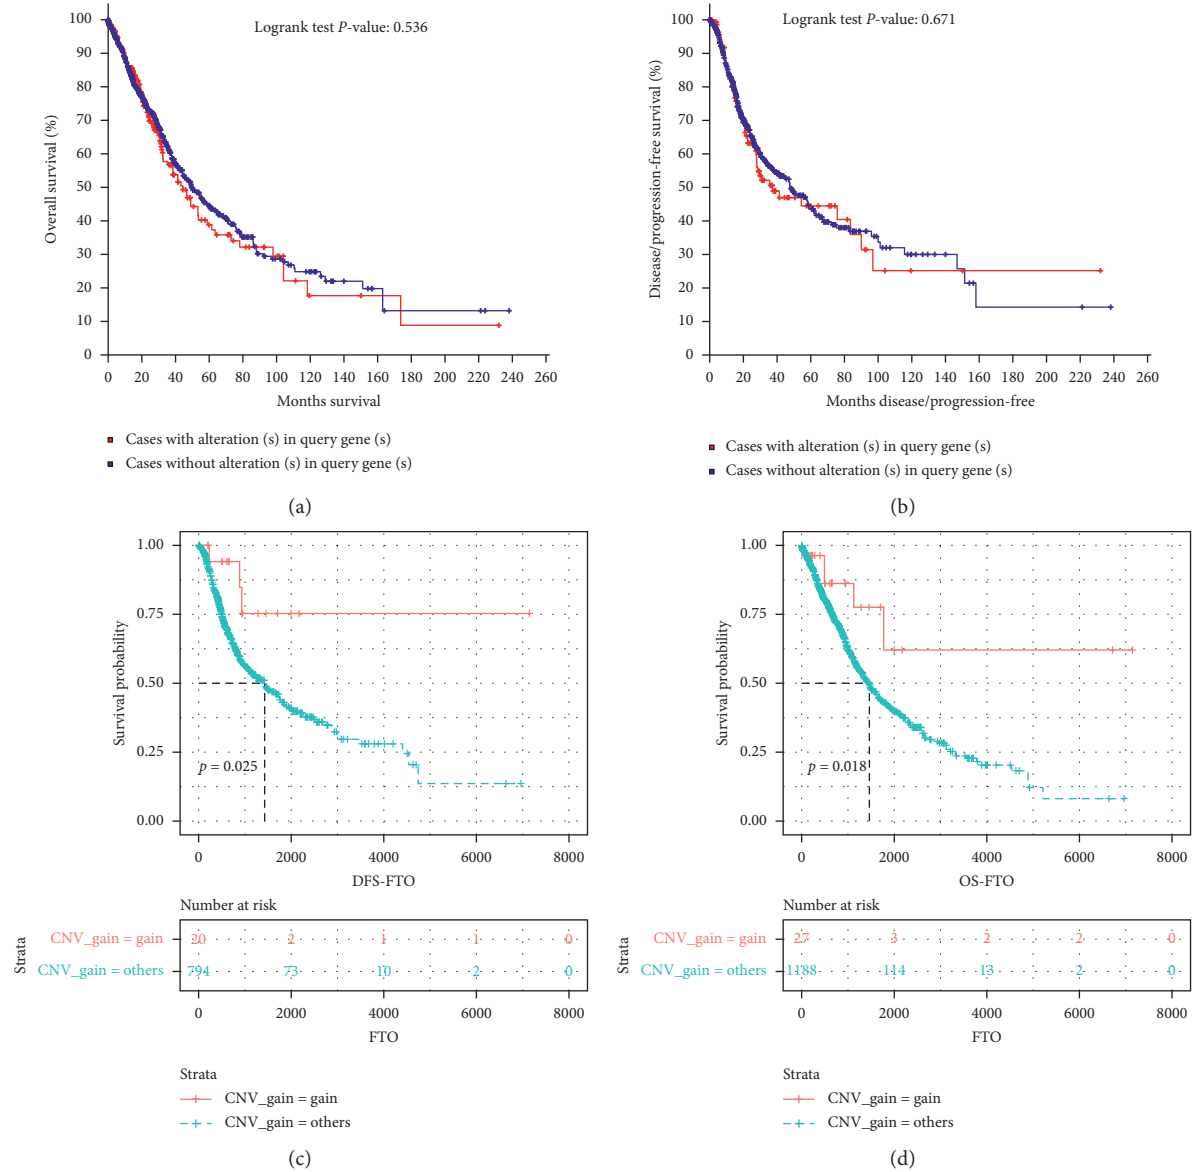 Logrank test P-value: 0.536
Overall survival (%)
100
90
80
70
60
50
40
30
20
10
0
0 20 40 60 80 100 120 140 160 180 200 220 240 260
Months survival
Cases with alteration (s) in query gene (s)
Cases without alteration (s) in query gene (s)
(a)
Logrank test P-value: 0.671
Disease/progression-free survival (%)
100
90
80
70
60
50
40
30
20
10
0
0 20 40 60 80 100 120 140 160 180 200 220 240 260
Months disease/progression-free
Cases with alteration (s) in query gene (s)
Cases without alteration (s) in query gene (s)
(b)
Survival probability
1.00
0.75
0.50
0.25
0.00
p = 0.025
0 2000 4000 6000 8000
DFS-FTO
Number at risk
Strata
CNV_gain = gain 20 2 1 1 0
CNV_gain = others 794 73 10 2 0
0 2000 4000 6000 8000
FTO
Strata
CNV_gain = gain
CNV_gain = others
(c)
Survival probability
1.00
0.75
0.50
0.25
0.00
p = 0.018
0 2000 4000 6000 8000
OS-FTO
Number at risk
Strata
CNV_gain = gain 27 3 2 2 0
CNV_gain = others 1188 114 13 2 0
0 2000 4000 6000 8000
FTO
Strata
CNV_gain = gain
CNV_gain = others
(d)